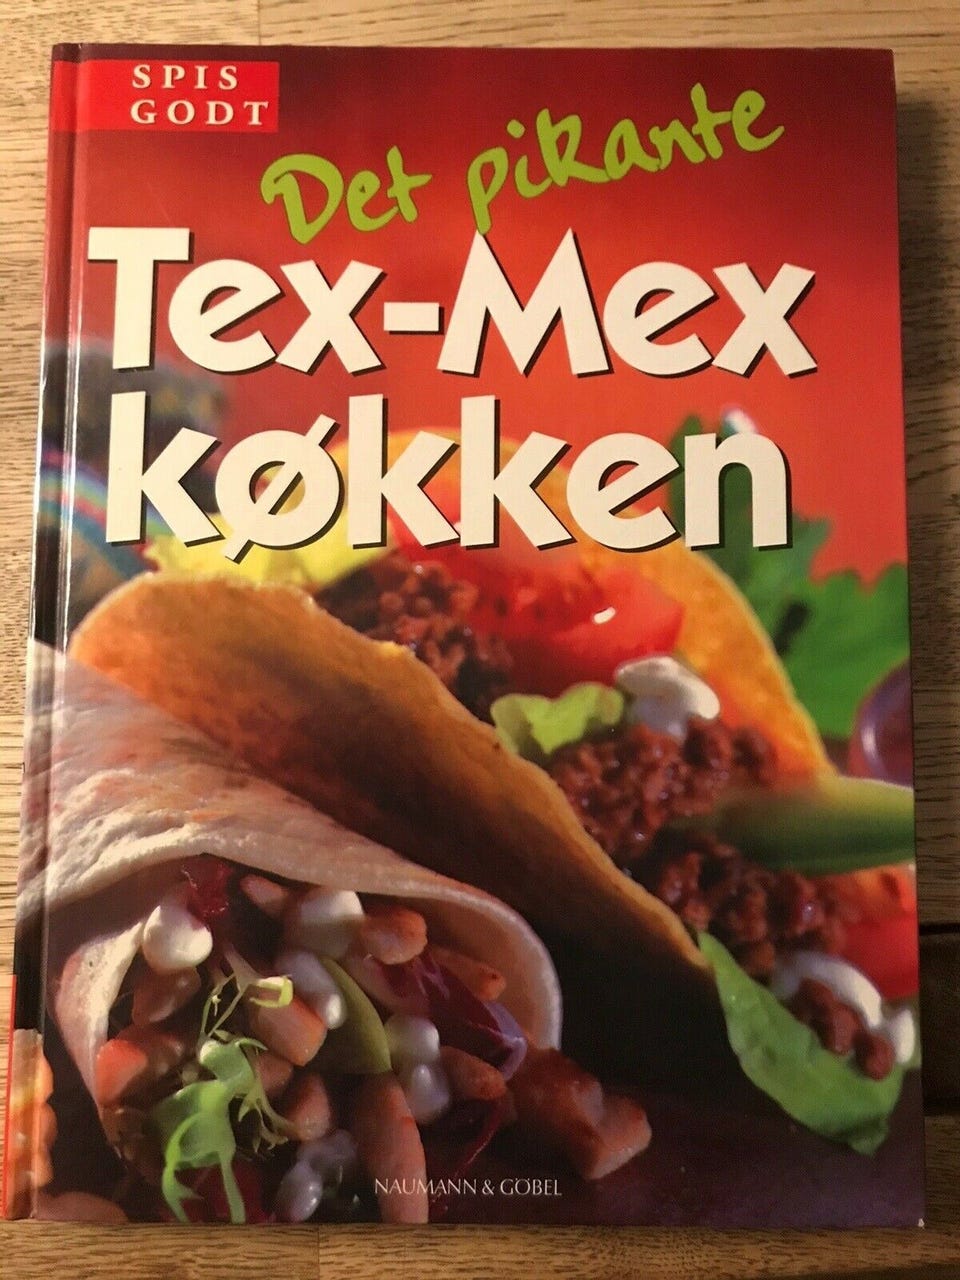 SPIS
GODT
Det pikante
Tex-Mex
køkken
NAUMANN & GÖBEL